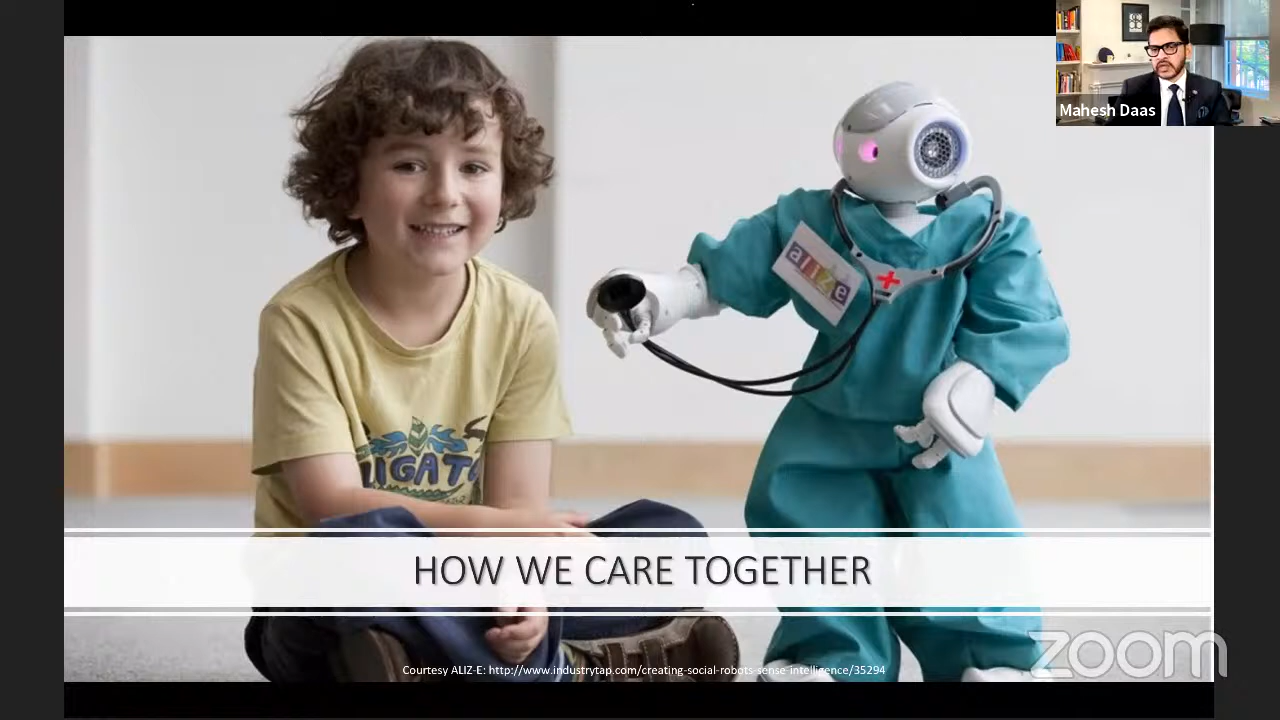 Mahesh Daas
alize
HOW WE CARE TOGETHER
Courtesy ALIZ-E: http://www.industrytap.com/creating-social-robots-sense-intelligence/35294
zoom